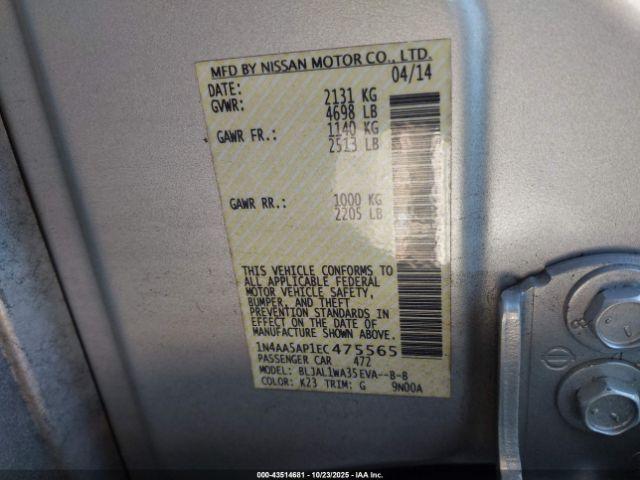 MFD BY NISSAN MOTOR CO., LTD.
DATE: 04/14
GVWR: 2131 KG
4698 LB
GAWR FR.: 1140 KG
2513 LB
GAWR RR.: 1000 KG
2205 LB
THIS VEHICLE CONFORMS TO
ALL APPLICABLE FEDERAL
MOTOR VEHICLE SAFETY,
BUMPER, AND THEFT
PREVENTION STANDARDS IN
EFFECT ON THE DATE OF
MANUFACTURE SHOWN ABOVE.
1N4AA5AP1EC475565
PASSENGER CAR 472
MODEL: BLJAL1WA35EVA--B-B
COLOR: K23 TRIM: G 9N00A
000-43514681 - 10/23/2025 - IAA Inc.